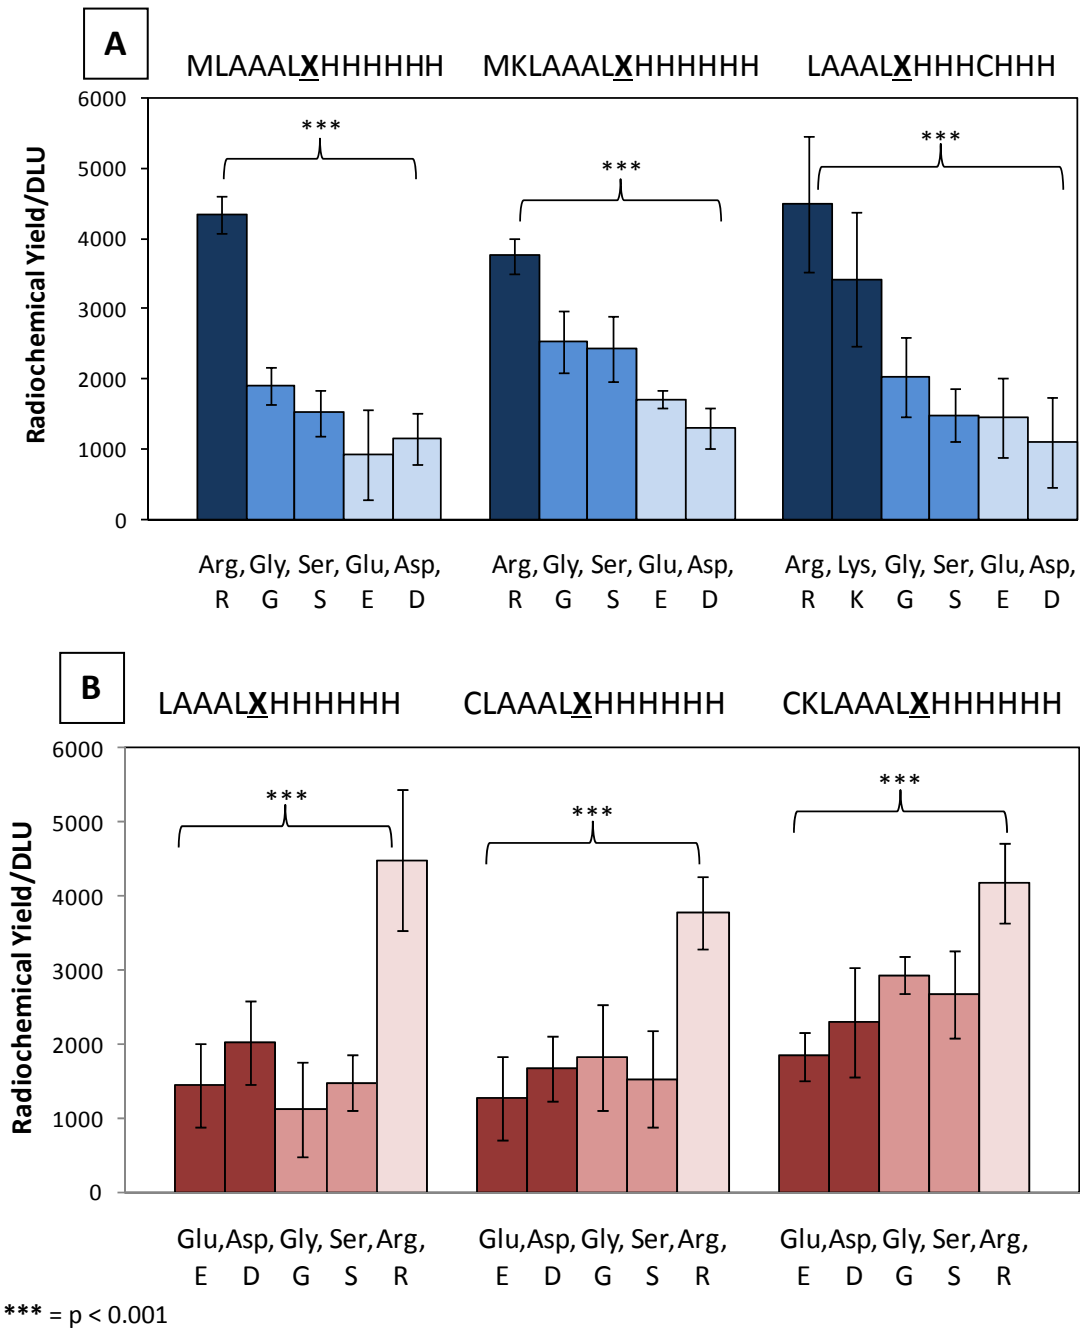 A
MLAAALXHHHHHH MKLAAALXHHHHHH LAAALXHHHCHHH
Radiochemical Yield/DLU
6000
5000
4000
3000
2000
1000
0
*** *** ***
Arg, Gly, Ser, Glu, Asp, Arg, Gly, Ser, Glu, Asp, Arg, Lys, Gly, Ser, Glu, Asp,
R G S E D R G S E D R K G S E D
B
LAAALXHHHHHH CLAAALXHHHHHH CKLAAALXHHHHHH
Radiochemical Yield/DLU
6000
5000
4000
3000
2000
1000
0
*** *** ***
Glu, Asp, Gly, Ser, Arg, Glu, Asp, Gly, Ser, Arg, Glu, Asp, Gly, Ser, Arg,
E D G S R E D G S R E D G S R
*** = p < 0.001